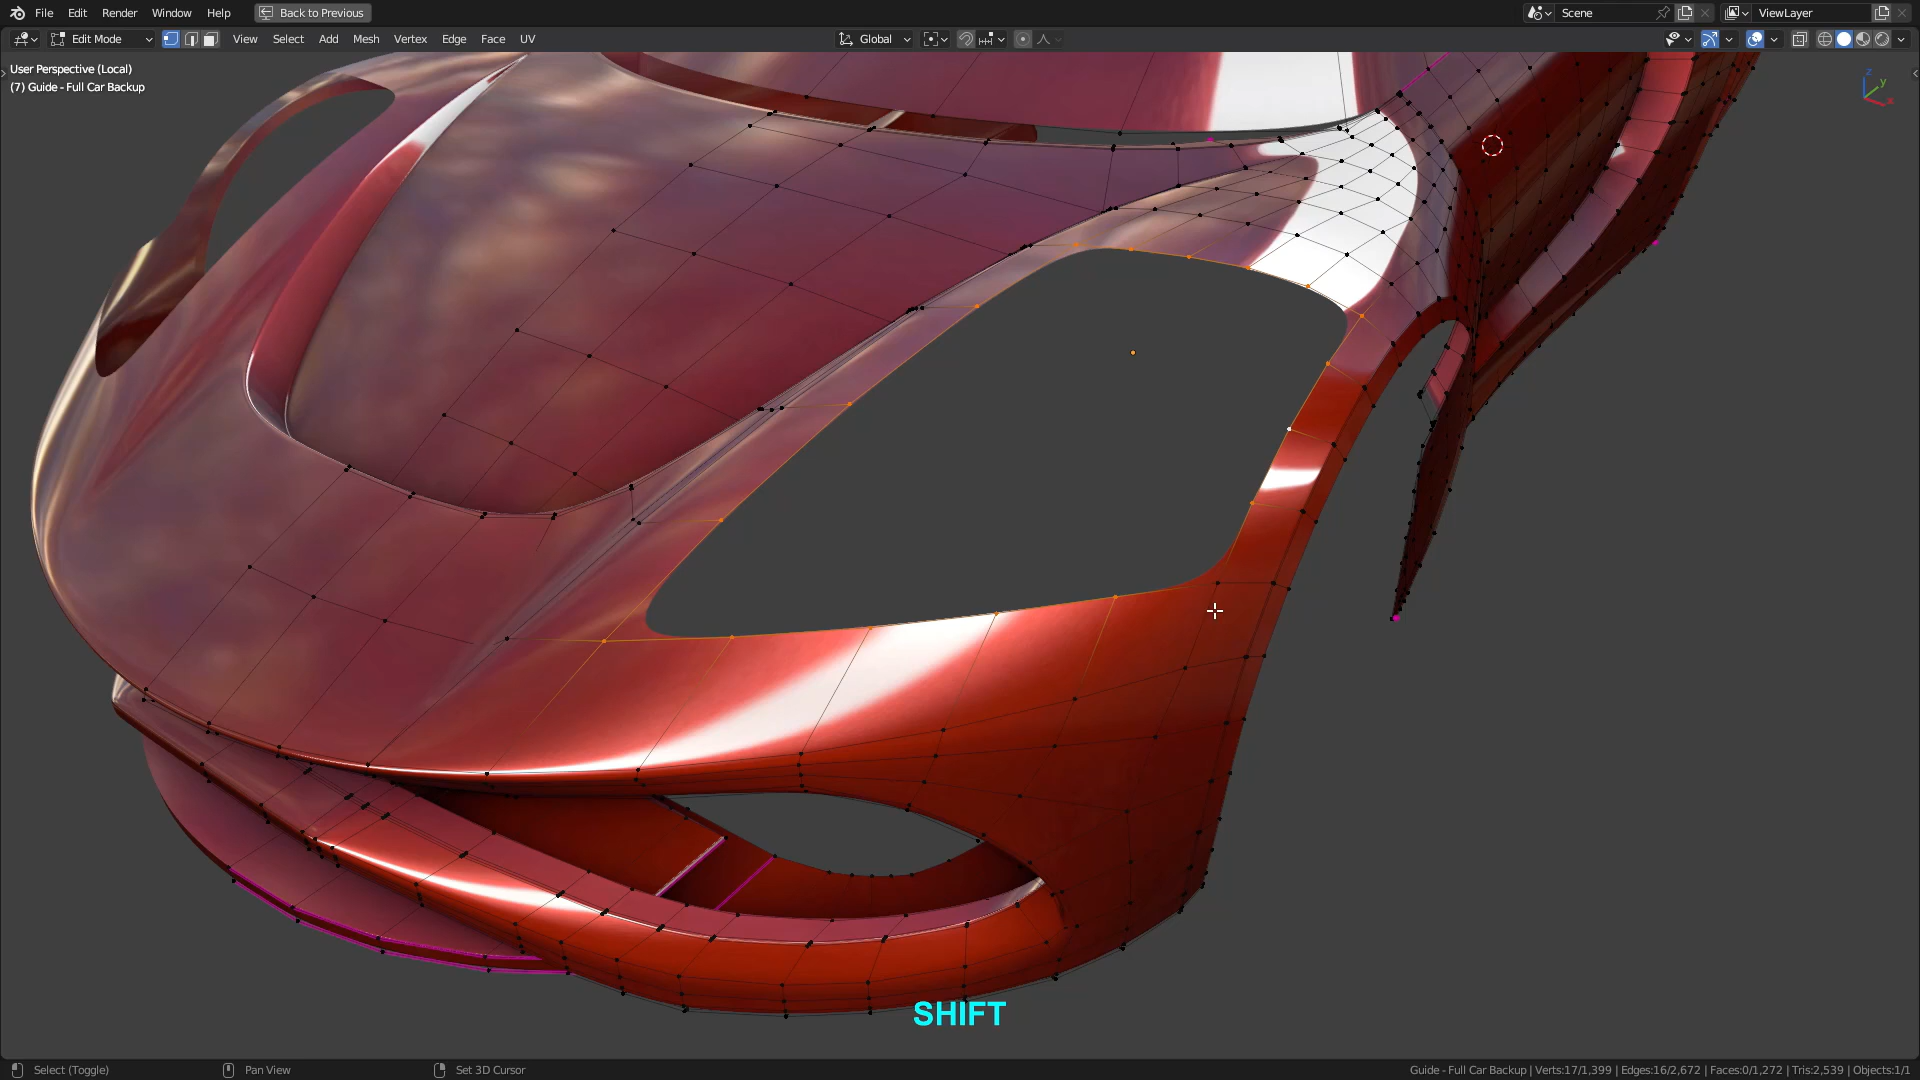 File Edit Render Window Help Back to Previous Scene ViewLayer
Edit Mode View Select Add Mesh Vertex Edge Face UV Global
User Perspective (Local)
(7) Guide - Full Car Backup
Z
Y
X
SHIFT
Select (Toggle) Pan View Set 3D Cursor Guide - Full Car Backup | Verts:17/1,399 | Edges:16/2,672 | Faces:0/1,272 | Tris:2,539 | Objects:1/1